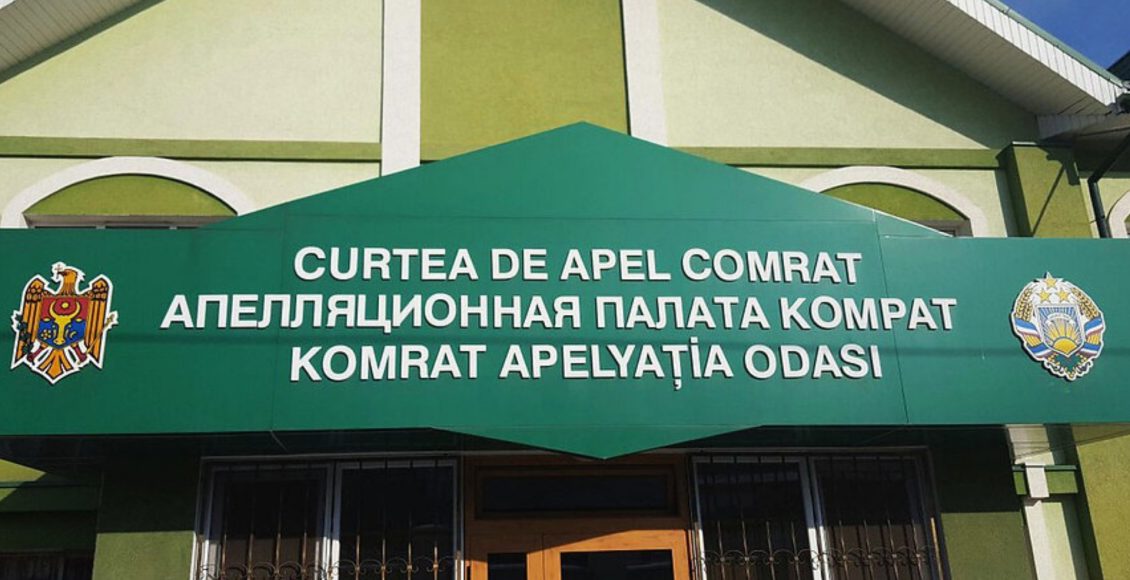 CURTEA DE APEL COMRAT
АПЕЛЛЯЦИОННАЯ ПАЛАТА КОМРАТ
KOMRAT APELYAȚİA ODASI